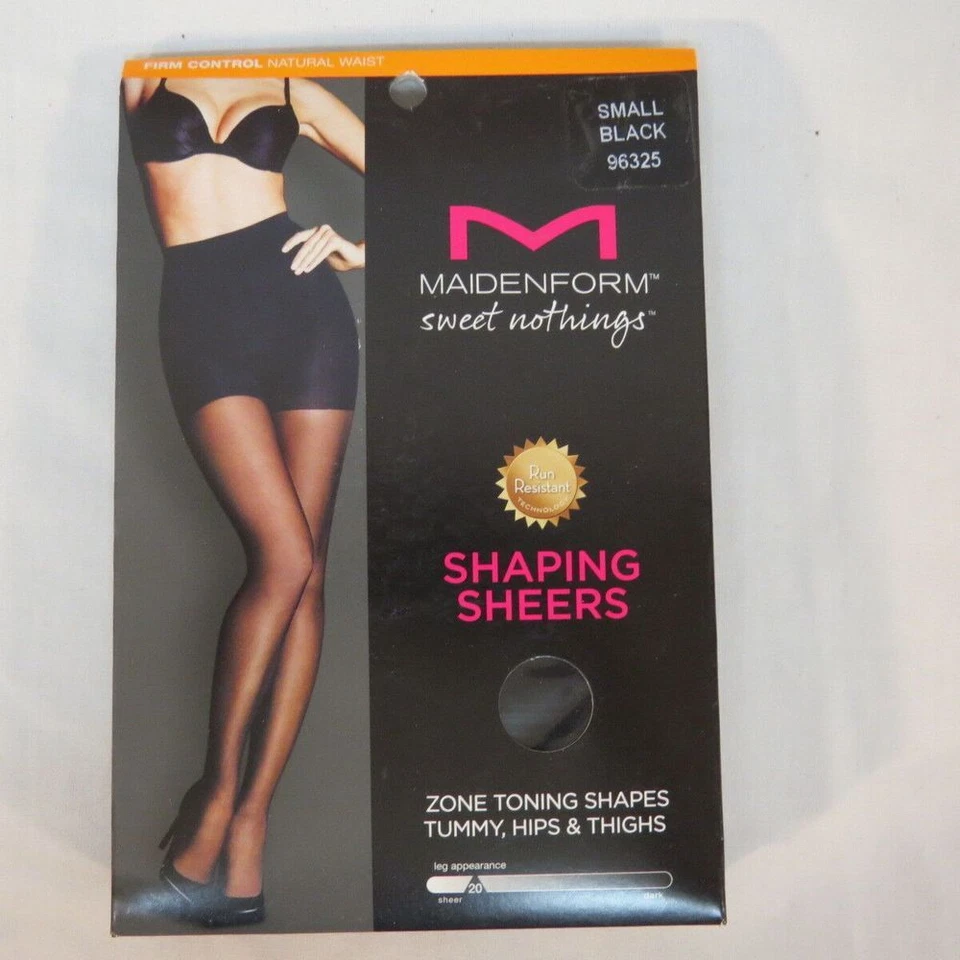 FIRM CONTROL NATURAL WAIST
SMALL
BLACK
96325
MAIDENFORM™
sweet nothings™
Run
Resistant
TECHNOLOGY
SHAPING
SHEERS
ZONE TONING SHAPES
TUMMY, HIPS & THIGHS
leg appearance
20
sheer dark